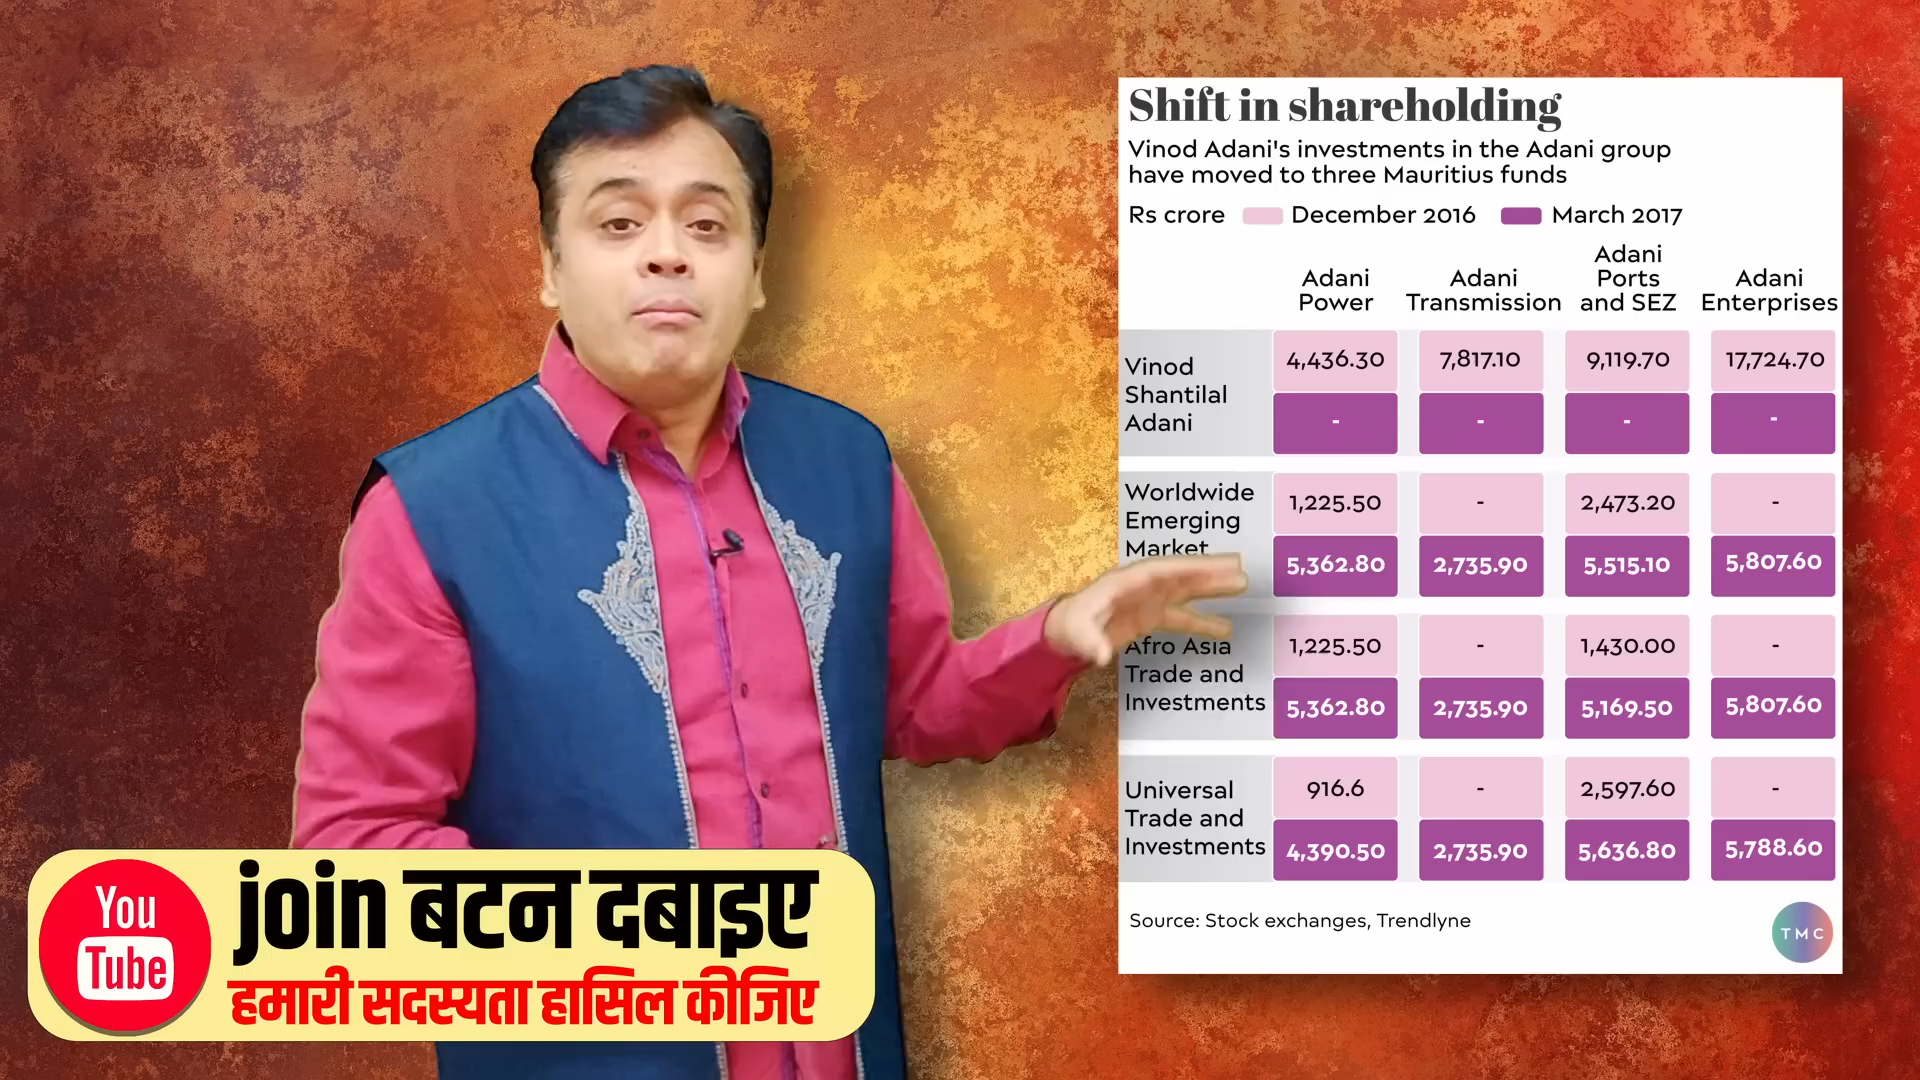 Shift in shareholding
Vinod Adani's investments in the Adani group
have moved to three Mauritius funds
Rs crore December 2016 March 2017
Adani Power Adani Transmission Adani Ports and SEZ Adani Enterprises
Vinod Shantilal Adani
4,436.30 7,817.10 9,119.70 17,724.70
- - - -
Worldwide Emerging Market
1,225.50 - 2,473.20 -
5,362.80 2,735.90 5,515.10 5,807.60
Afro Asia Trade and Investments
1,225.50 - 1,430.00 -
5,362.80 2,735.90 5,169.50 5,807.60
Universal Trade and Investments
916.6 - 2,597.60 -
4,390.50 2,735.90 5,636.80 5,788.60
Source: Stock exchanges, Trendlyne
TMC
You
Tube
join बटन दबाइए
हमारी सदस्यता हासिल कीजिए